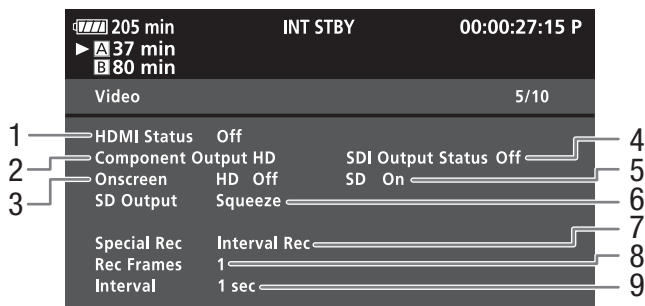 205 min INT STBY 00:00:27:15 P
A 37 min
B 80 min
Video 5/10
1 HDMI Status Off
2 Component Output HD SDI Output Status Off 4
3 Onscreen HD Off SD On 5
SD Output Squeeze 6
Special Rec Interval Rec 7
Rec Frames 1 8
Interval 1 sec 9